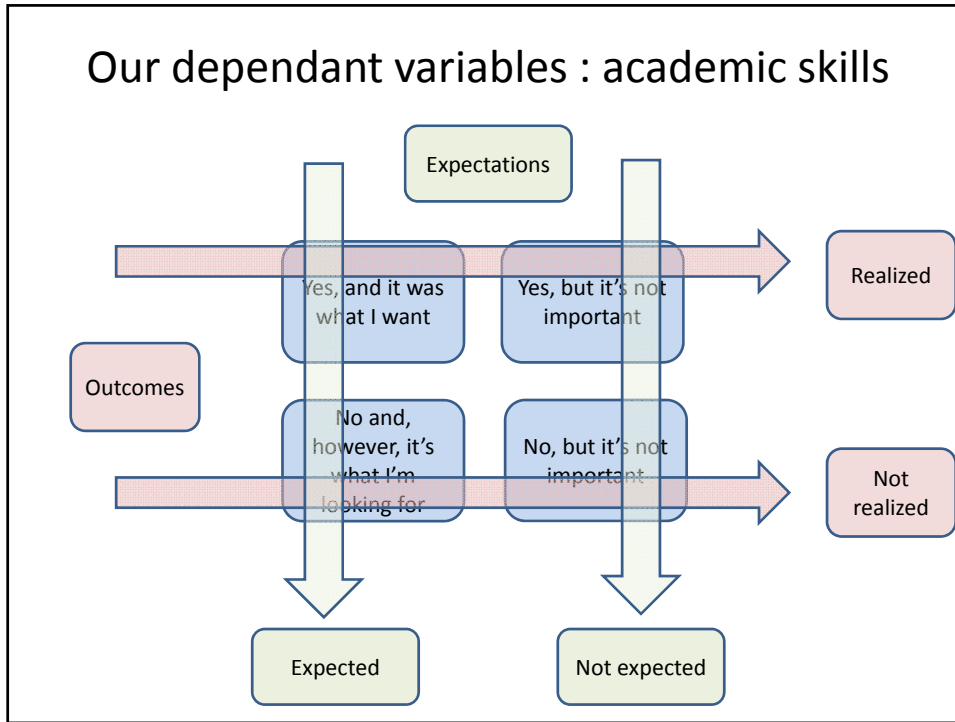 Our dependant variables : academic skills
Expectations
Yes, and it was
what I want
Yes, but it's not
important
Realized
Outcomes
No and,
however, it's
what I'm
looking for
No, but it's not
important
Not
realized
Expected
Not expected